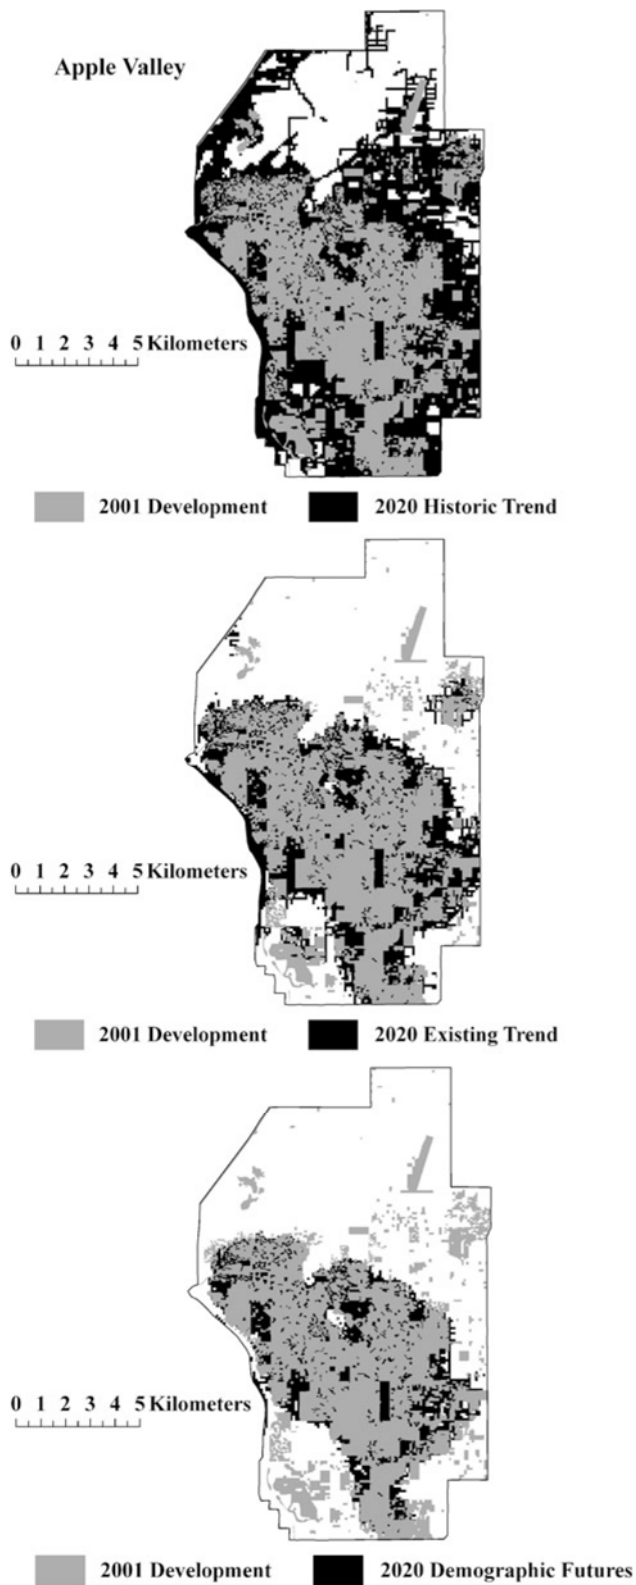 Apple Valley
0 1 2 3 4 5 Kilometers
2001 Development 2020 Historic Trend
0 1 2 3 4 5 Kilometers
2001 Development 2020 Existing Trend
0 1 2 3 4 5 Kilometers
2001 Development 2020 Demographic Futures